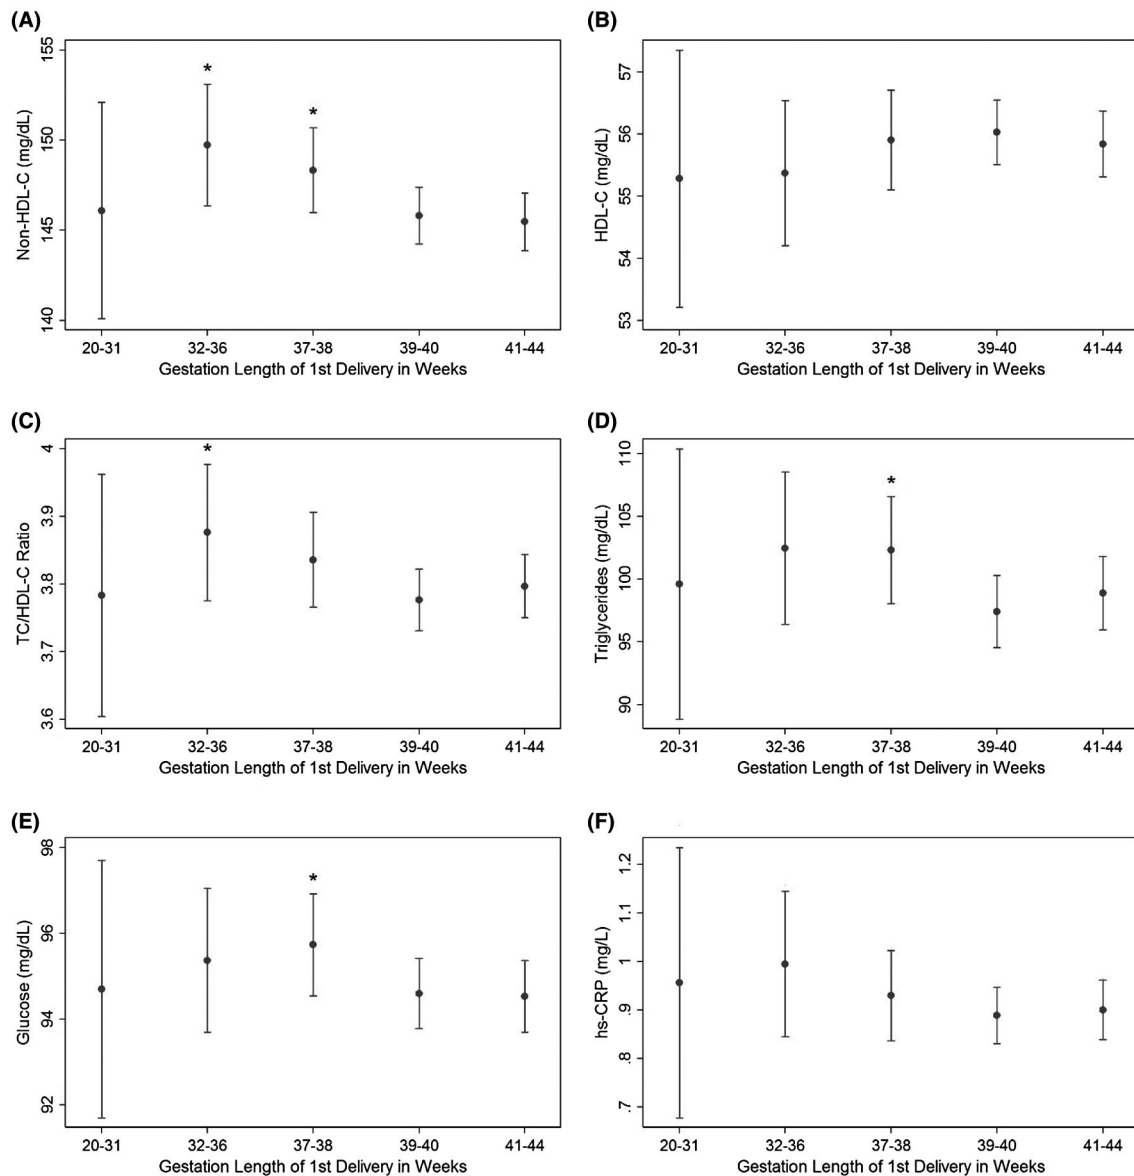 (A)
155
150
145
140
Non-HDL-C (mg/dL)
*
*
20-31 32-36 37-38 39-40 41-44
Gestation Length of 1st Delivery in Weeks
(B)
57
56
55
54
53
HDL-C (mg/dL)
20-31 32-36 37-38 39-40 41-44
Gestation Length of 1st Delivery in Weeks
(C)
4
3.9
3.8
3.7
3.6
TC/HDL-C Ratio
*
20-31 32-36 37-38 39-40 41-44
Gestation Length of 1st Delivery in Weeks
(D)
110
105
100
95
90
Triglycerides (mg/dL)
*
20-31 32-36 37-38 39-40 41-44
Gestation Length of 1st Delivery in Weeks
(E)
98
96
94
92
Glucose (mg/dL)
*
20-31 32-36 37-38 39-40 41-44
Gestation Length of 1st Delivery in Weeks
(F)
1.2
1.1
1
.9
.8
.7
hs-CRP (mg/L)
20-31 32-36 37-38 39-40 41-44
Gestation Length of 1st Delivery in Weeks